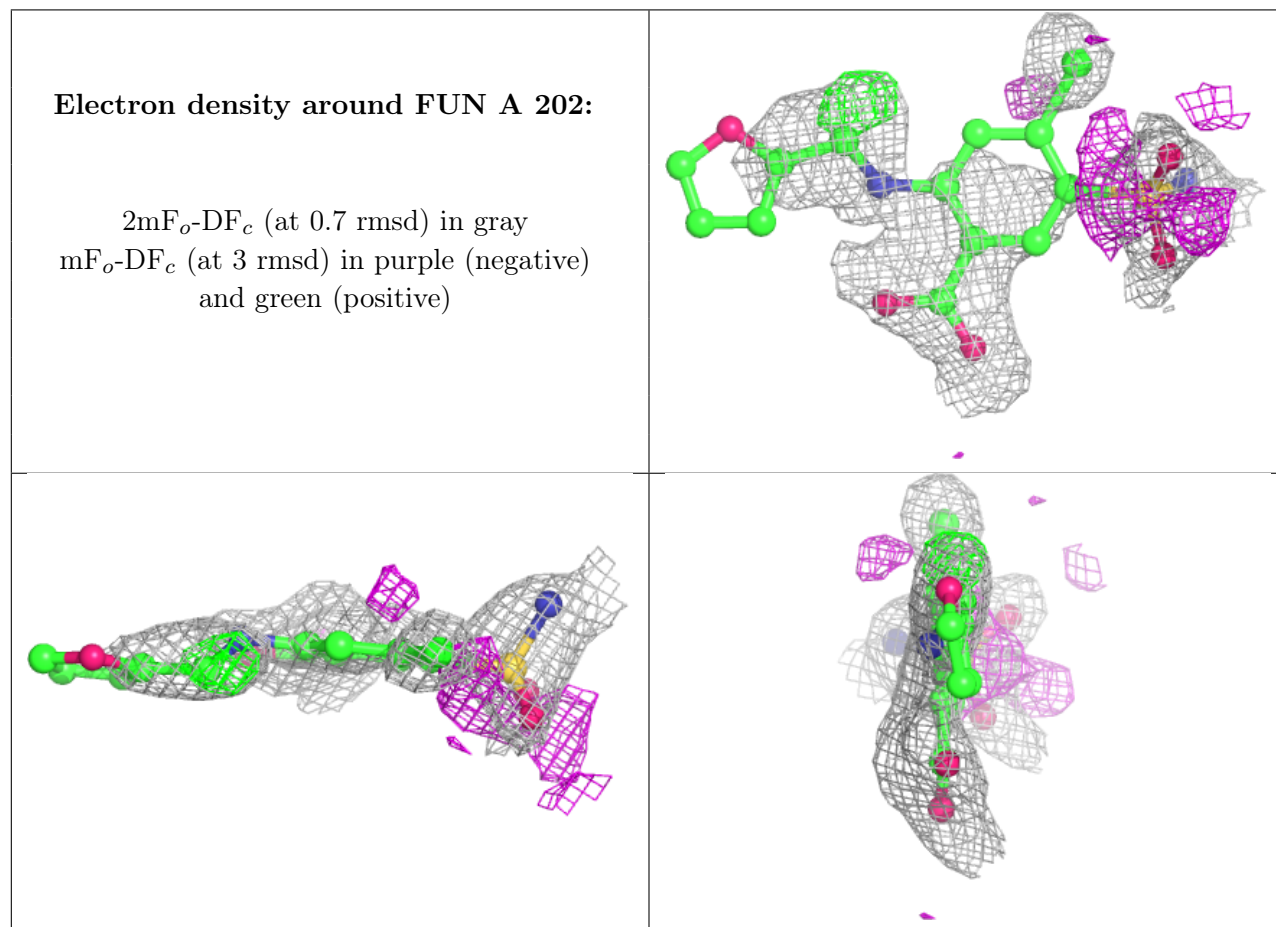 Electron density around FUN A 202:
2mFo-DFc (at 0.7 rmsd) in gray
mFo-DFc (at 3 rmsd) in purple (negative)
and green (positive)